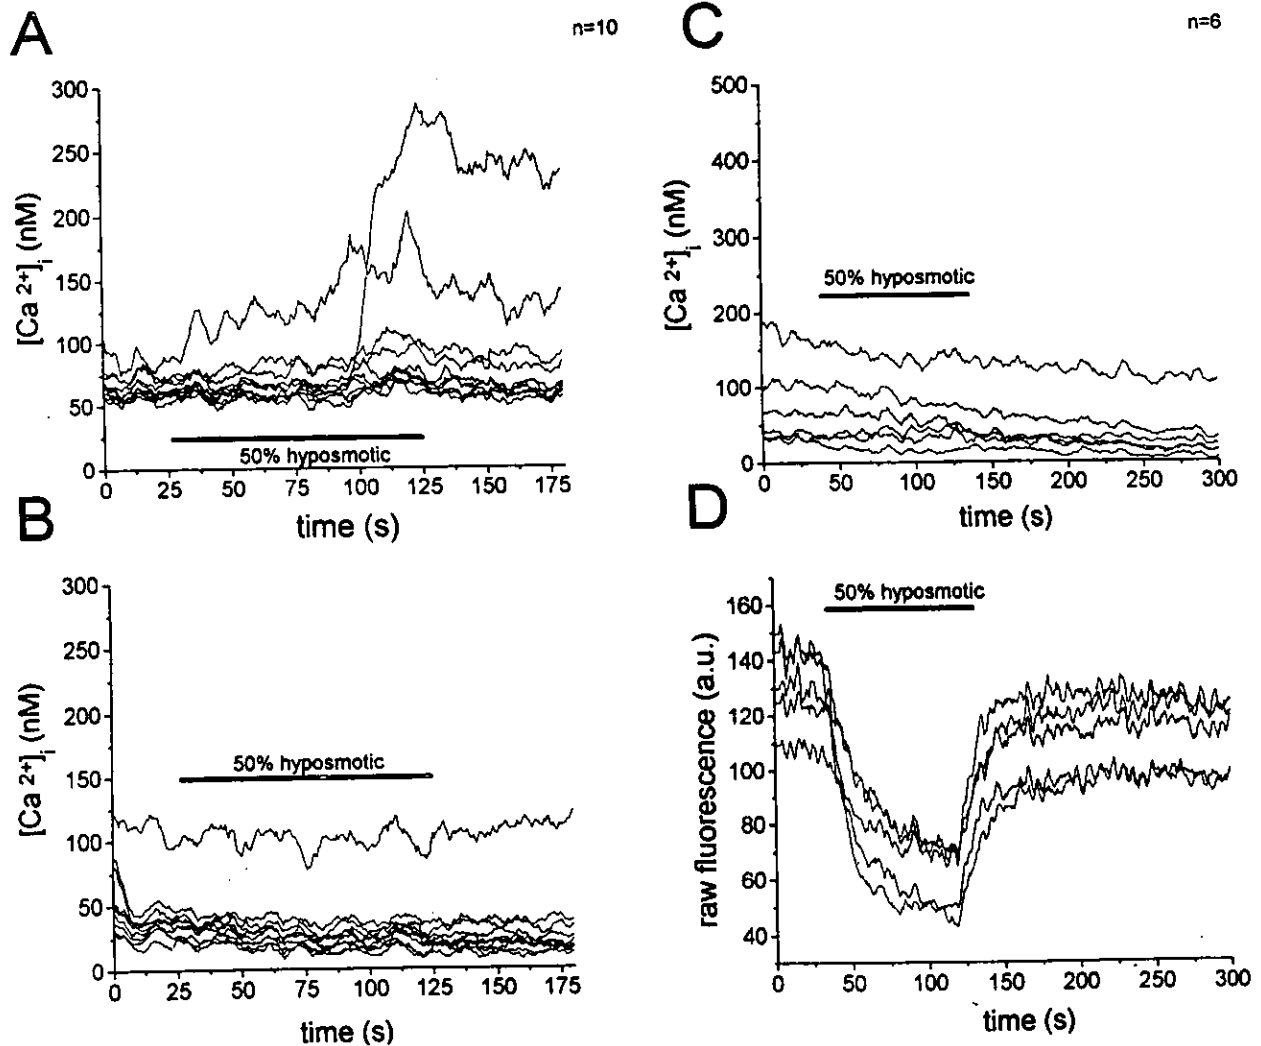 A
n=10
300
250
200
150
100
50
0
[Ca 2+]i (nM)
50% hyposmotic
0 25 50 75 100 125 150 175
time (s)
B
300
250
200
150
100
50
0
[Ca 2+]i (nM)
50% hyposmotic
0 25 50 75 100 125 150 175
time (s)
C
n=6
500
400
300
200
100
0
[Ca 2+]i (nM)
50% hyposmotic
0 50 100 150 200 250 300
time (s)
D
160
140
120
100
80
60
40
raw fluorescence (a.u.)
50% hyposmotic
0 50 100 150 200 250 300
time (s)